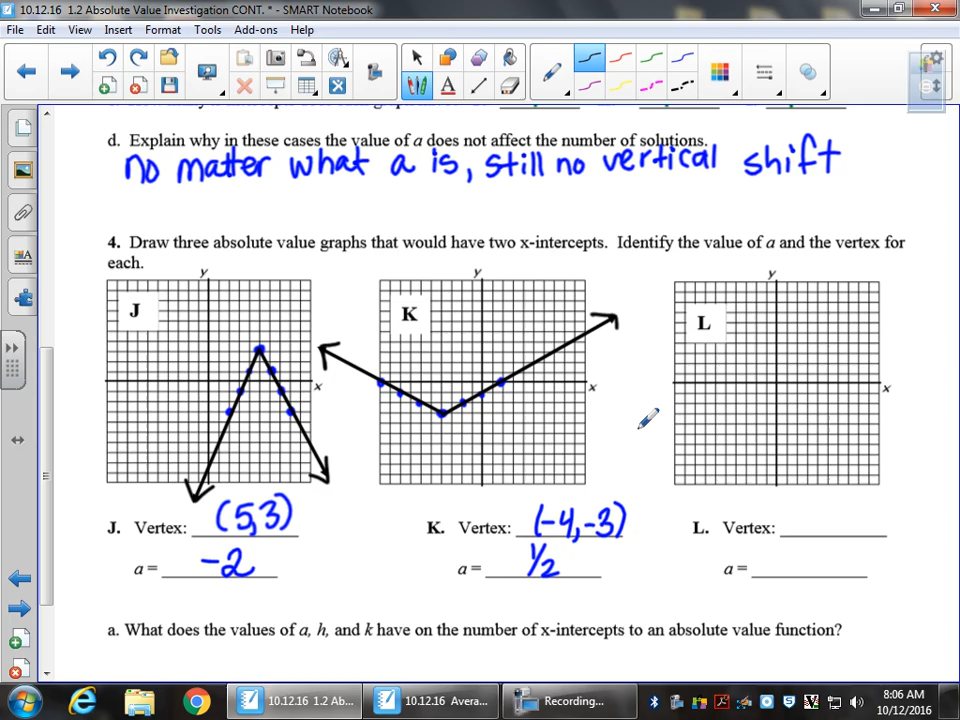 10.12.16 1.2 Absolute Value Investigation CONT. * - SMART Notebook
File Edit View Insert Format Tools Add-ons Help
d. Explain why in these cases the value of a does not affect the number of solutions.
no matter what a is, still no vertical shift
4. Draw three absolute value graphs that would have two x-intercepts. Identify the value of a and the vertex for
each.
y y y
J K L
x x x
J. Vertex: (5,3) K. Vertex: (-4,-3) L. Vertex:
a = -2 a = 1/2 a =
a. What does the values of a, h, and k have on the number of x-intercepts to an absolute value function?
10.12.16 1.2 Ab... 10.12.16 Avera... Recording...
8:06 AM
10/12/2016